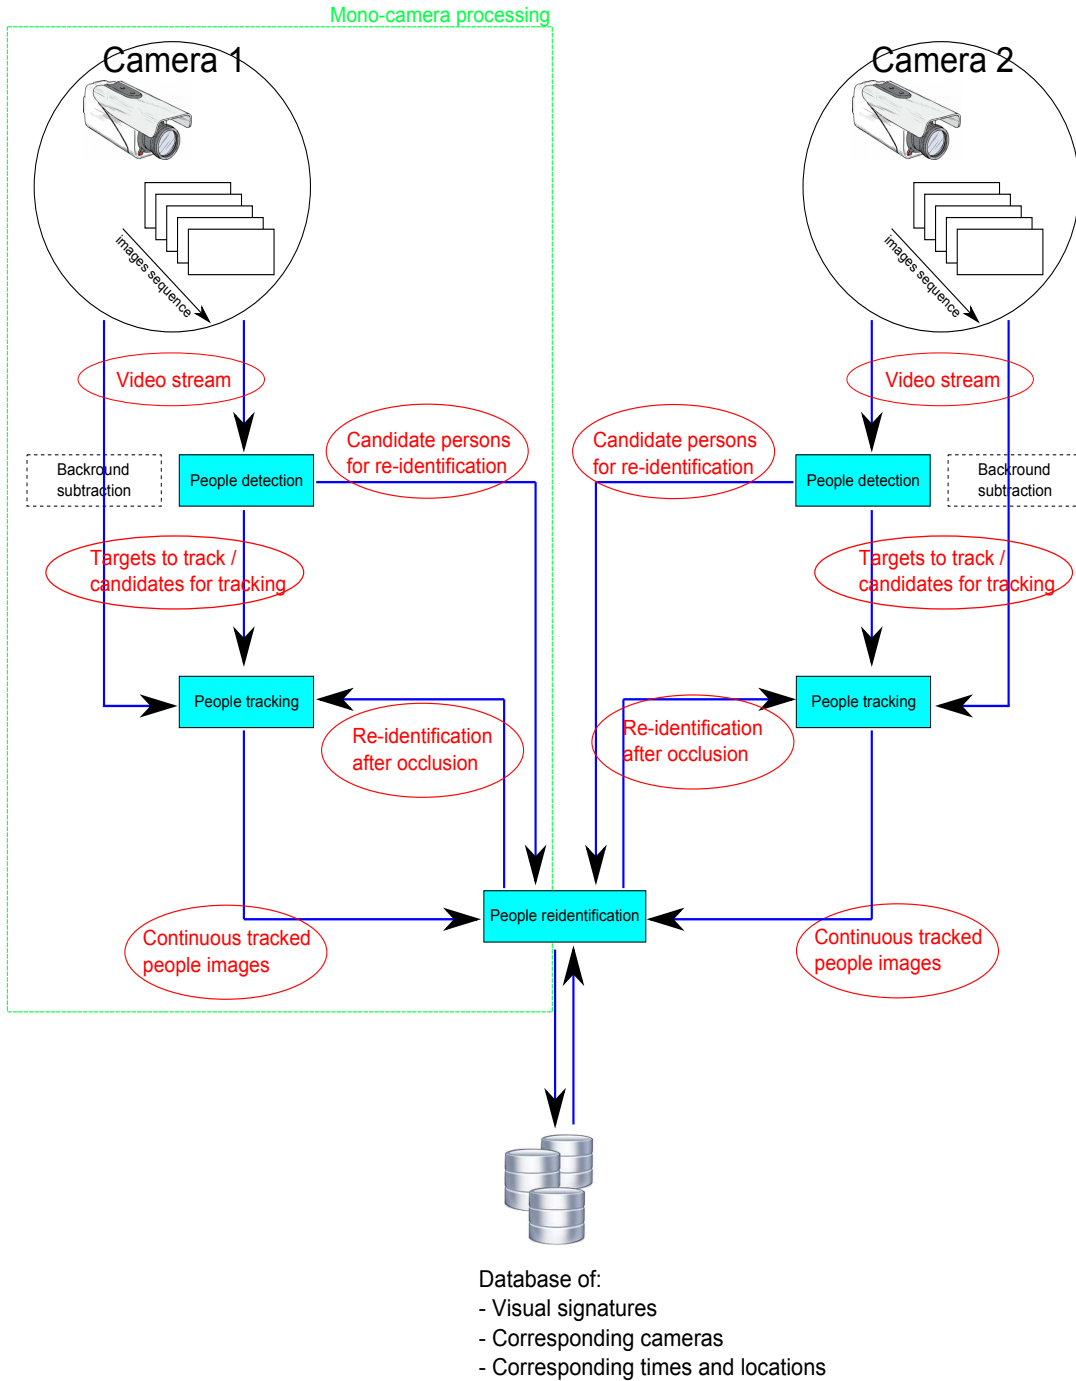 Mono-camera processing
Camera 1
images sequence
Video stream
Candidate persons
for re-identification
Backround
subtraction
People detection
Targets to track /
candidates for tracking
People tracking
Re-identification
after occlusion
Continuous tracked
people images
Camera 2
images sequence
Video stream
Candidate persons
for re-identification
People detection
Backround
subtraction
Targets to track /
candidates for tracking
Re-identification
after occlusion
People tracking
Continuous tracked
people images
People reidentification
Database of:
- Visual signatures
- Corresponding cameras
- Corresponding times and locations